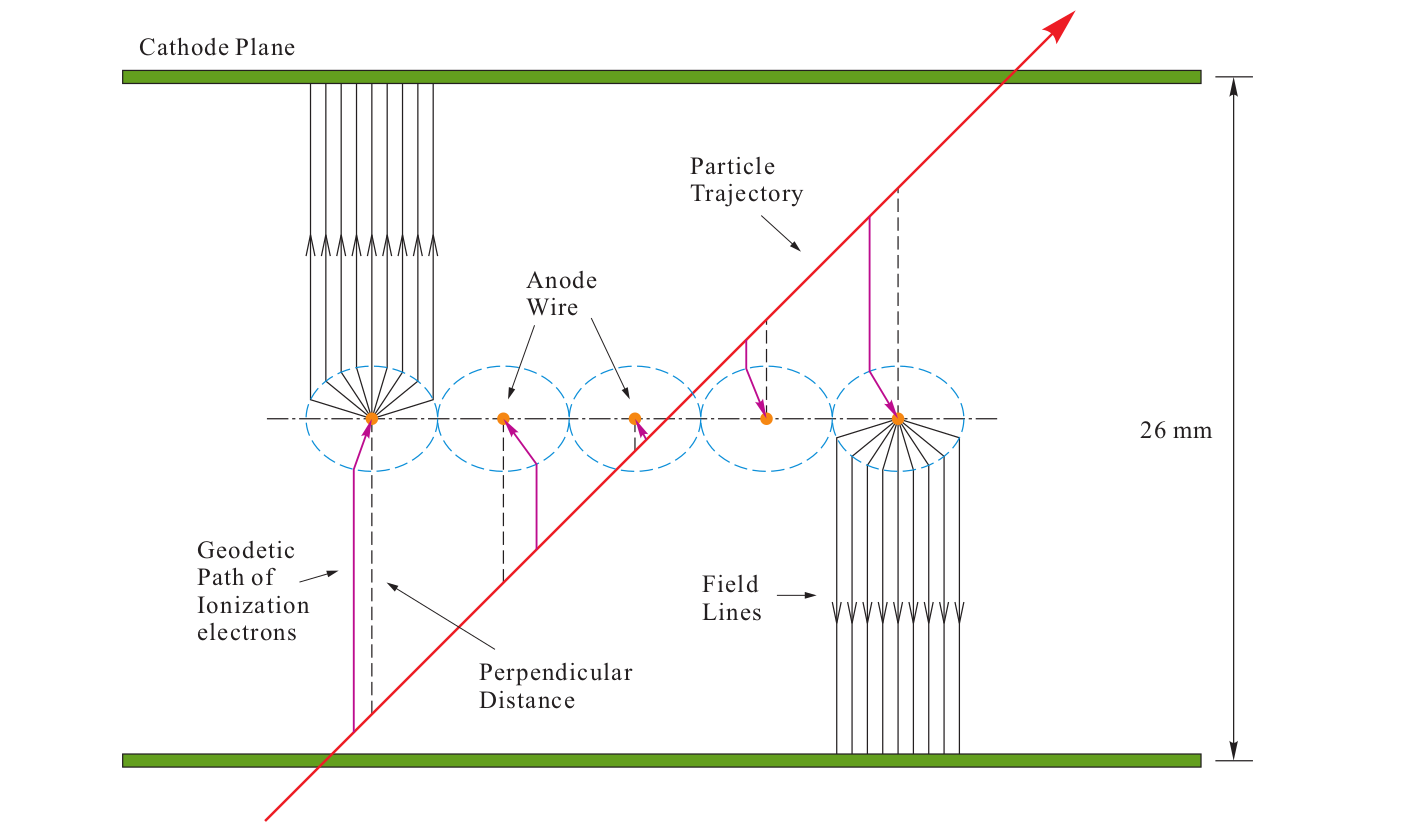 Cathode Plane
Particle
Trajectory
Anode
Wire
26 mm
Geodetic
Path of
Ionization
electrons
Field
Lines
Perpendicular
Distance